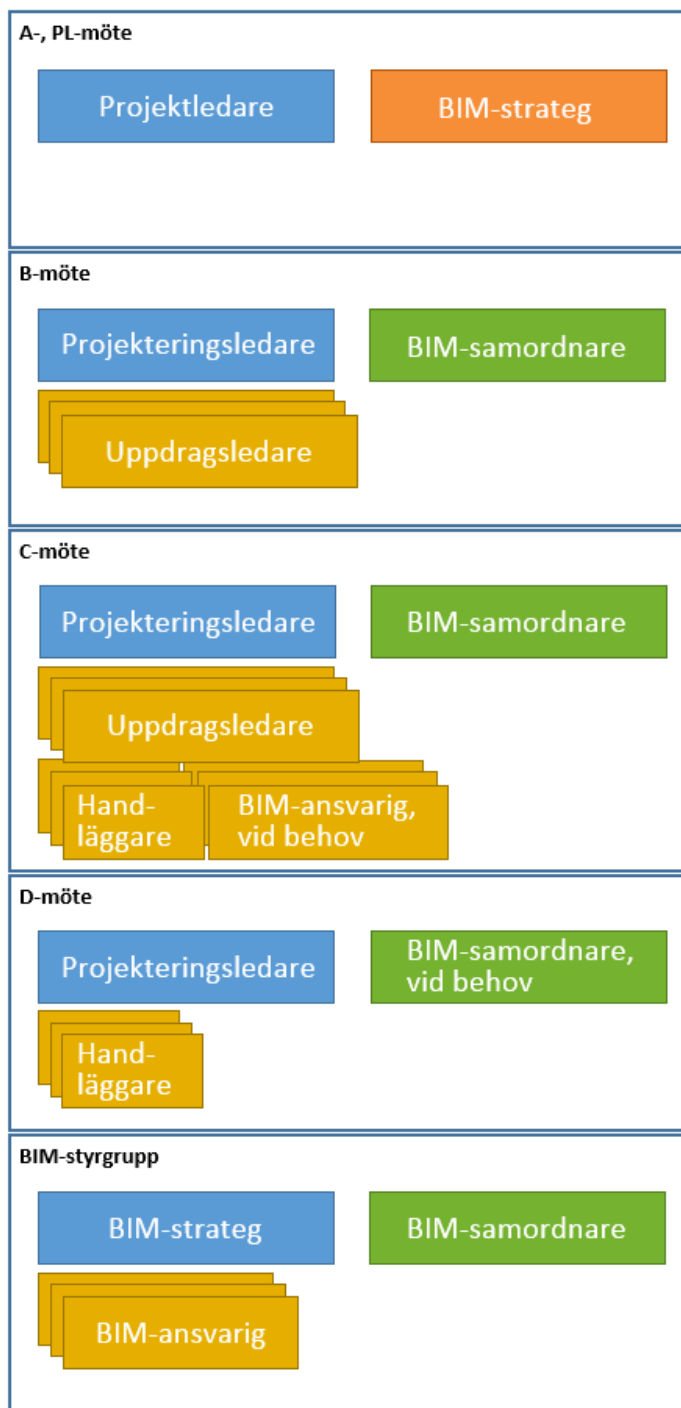 A-, PL-möte
Projektledare
BIM-strateg
B-möte
Projekteringsledare
BIM-samordnare
Uppdragsledare
C-möte
Projekteringsledare
BIM-samordnare
Uppdragsledare
Hand-
läggare
BIM-ansvarig,
vid behov
D-möte
Projekteringsledare
BIM-samordnare,
vid behov
Hand-
läggare
BIM-styrgrupp
BIM-strateg
BIM-samordnare
BIM-ansvarig